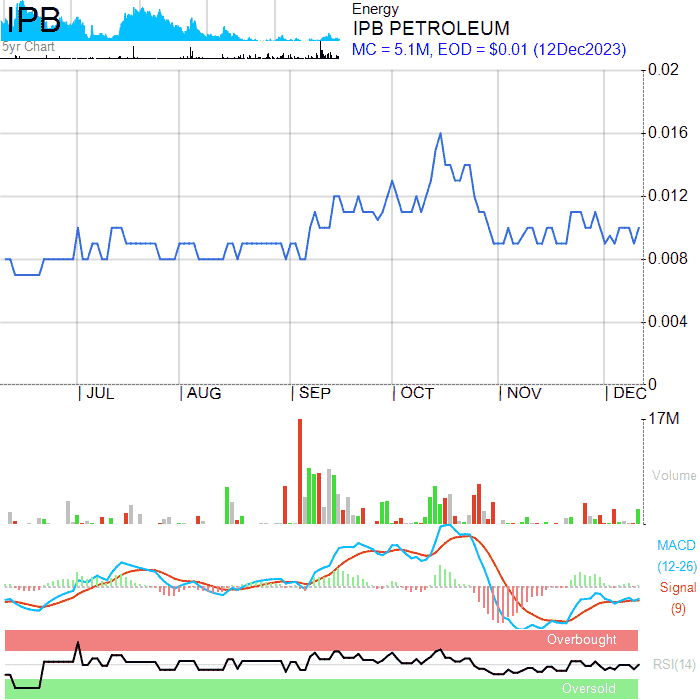 IPB
5yr Chart
Energy
IPB PETROLEUM
MC = 5.1M, EOD = $0.01 (12Dec2023)
0.02
0.016
0.012
0.008
0.004
0
| JUL | AUG | SEP | OCT | NOV | DEC
17M
Volume
MACD
(12-26)
Signal
(9)
Overbought
RSI(14)
Oversold